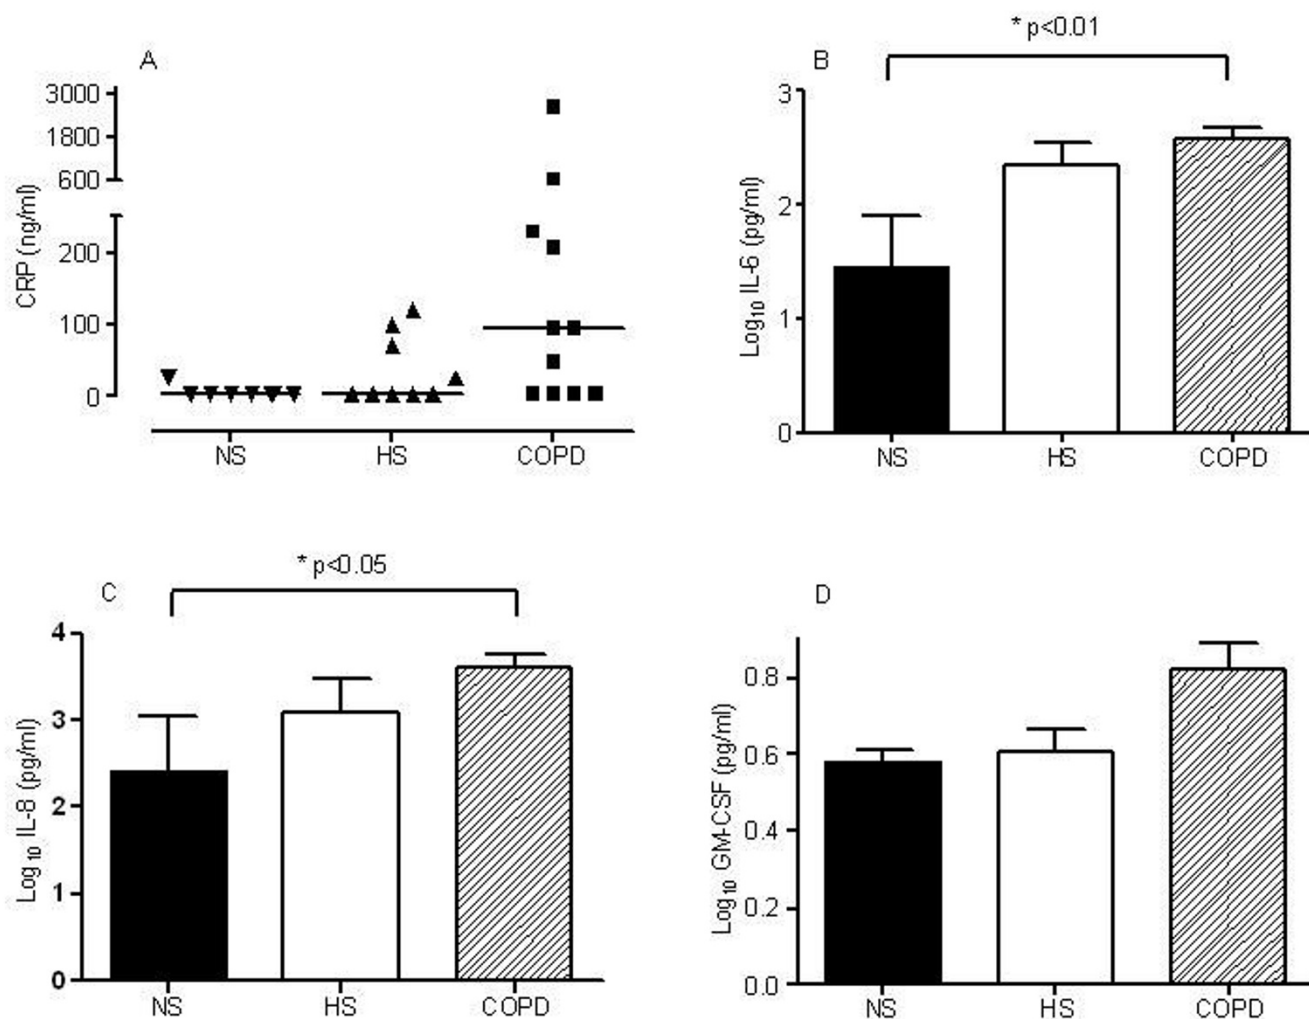 A
CRP (ng/ml)
3000
1800
600
200
100
0
NS HS COPD
B
* p<0.01
Log10 IL-6 (pg/ml)
3
2
1
0
NS HS COPD
C
* p<0.05
Log10 IL-8 (pg/ml)
4
3
2
1
0
NS HS COPD
D
Log10 GM-CSF (pg/ml)
0.8
0.6
0.4
0.2
0.0
NS HS COPD